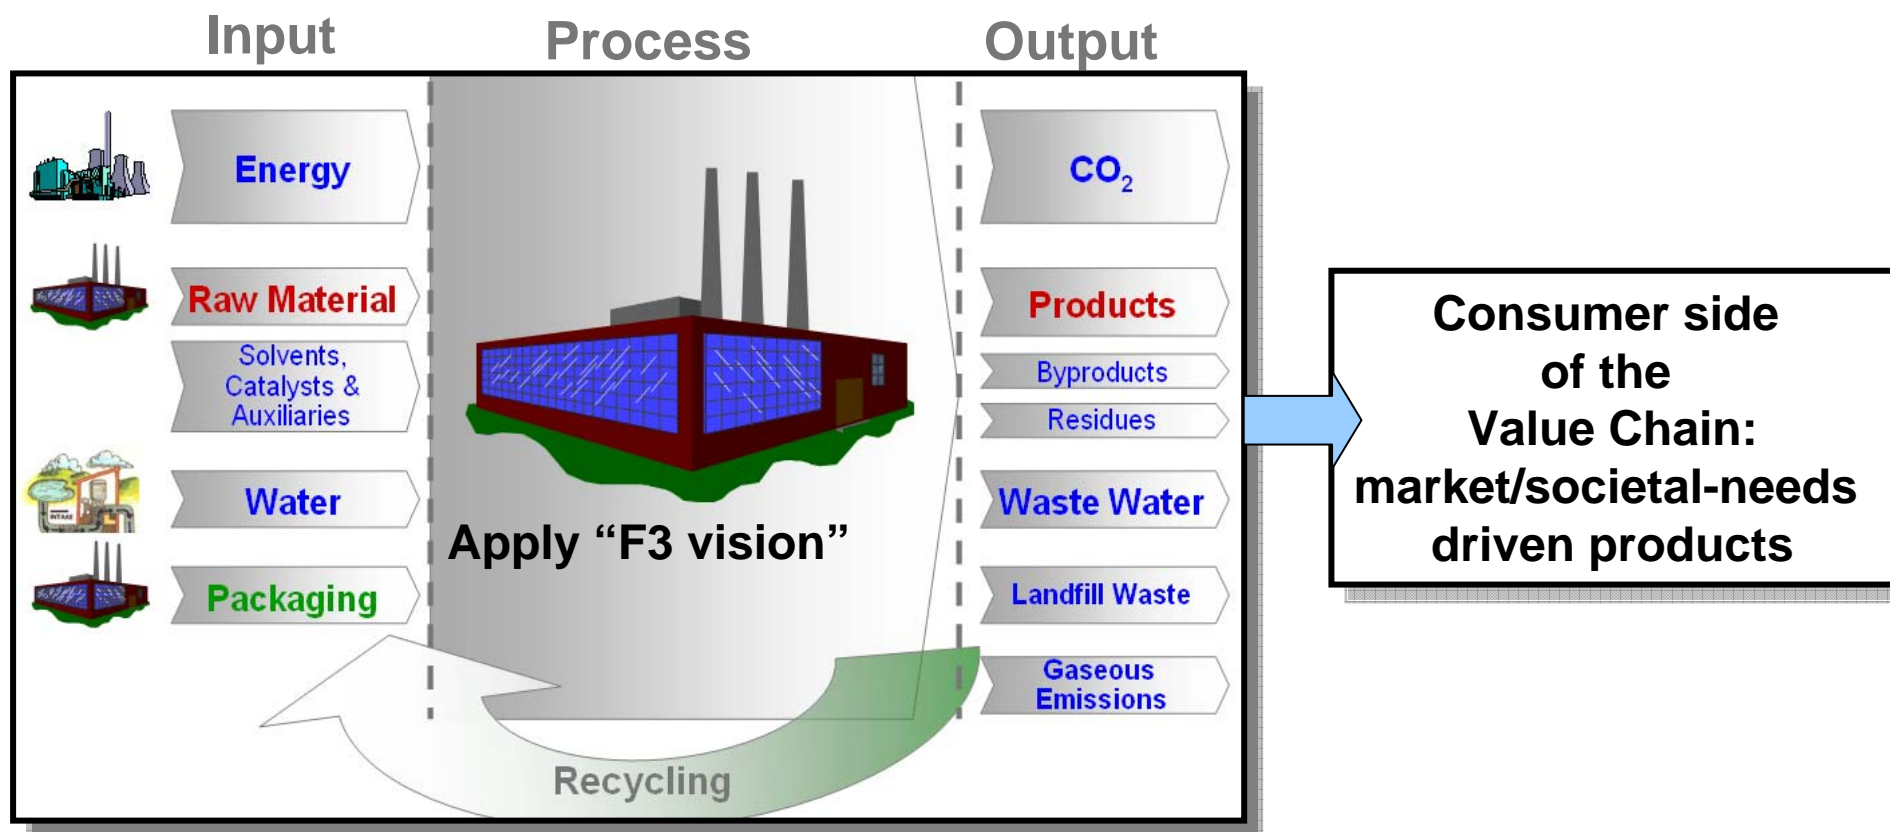 Input
Process
Output
Energy
Raw Material
Solvents,
Catalysts &
Auxiliaries
Water
INTAKE
Packaging
Apply “F3 vision”
CO₂
Products
Byproducts
Residues
Waste Water
Landfill Waste
Gaseous
Emissions
Recycling
Consumer side
of the
Value Chain:
market/societal-needs
driven products